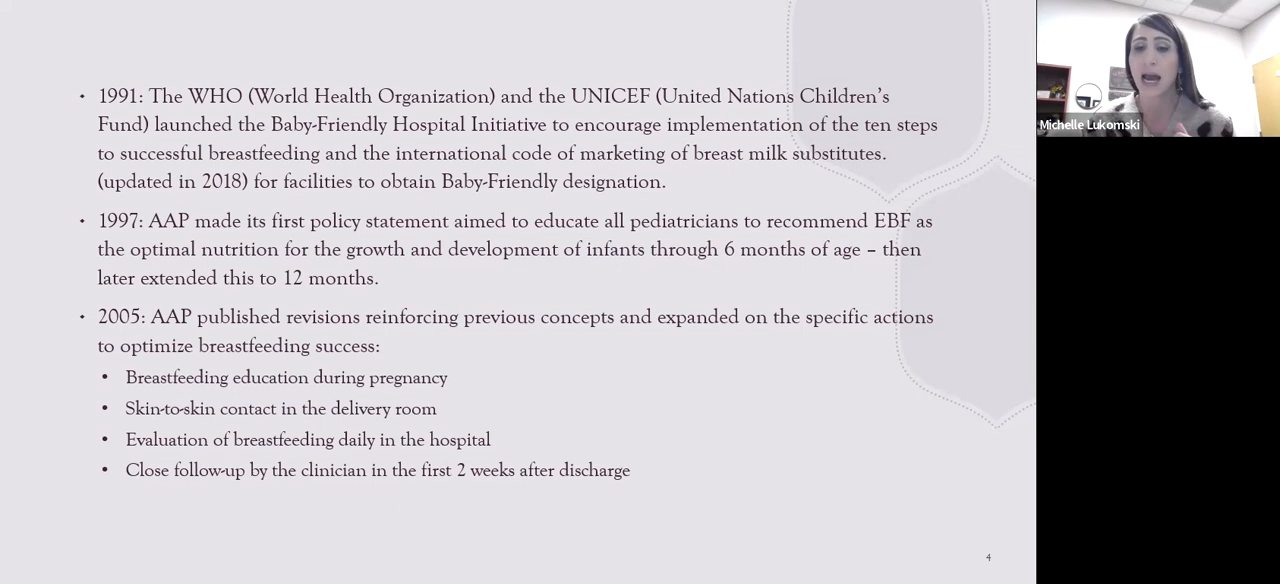 • 1991: The WHO (World Health Organization) and the UNICEF (United Nations Children's
Fund) launched the Baby-Friendly Hospital Initiative to encourage implementation of the ten steps
to successful breastfeeding and the international code of marketing of breast milk substitutes.
(updated in 2018) for facilities to obtain Baby-Friendly designation.
• 1997: AAP made its first policy statement aimed to educate all pediatricians to recommend EBF as
the optimal nutrition for the growth and development of infants through 6 months of age – then
later extended this to 12 months.
• 2005: AAP published revisions reinforcing previous concepts and expanded on the specific actions
to optimize breastfeeding success:
• Breastfeeding education during pregnancy
• Skin-to-skin contact in the delivery room
• Evaluation of breastfeeding daily in the hospital
• Close follow-up by the clinician in the first 2 weeks after discharge
4
Michelle Lukomski